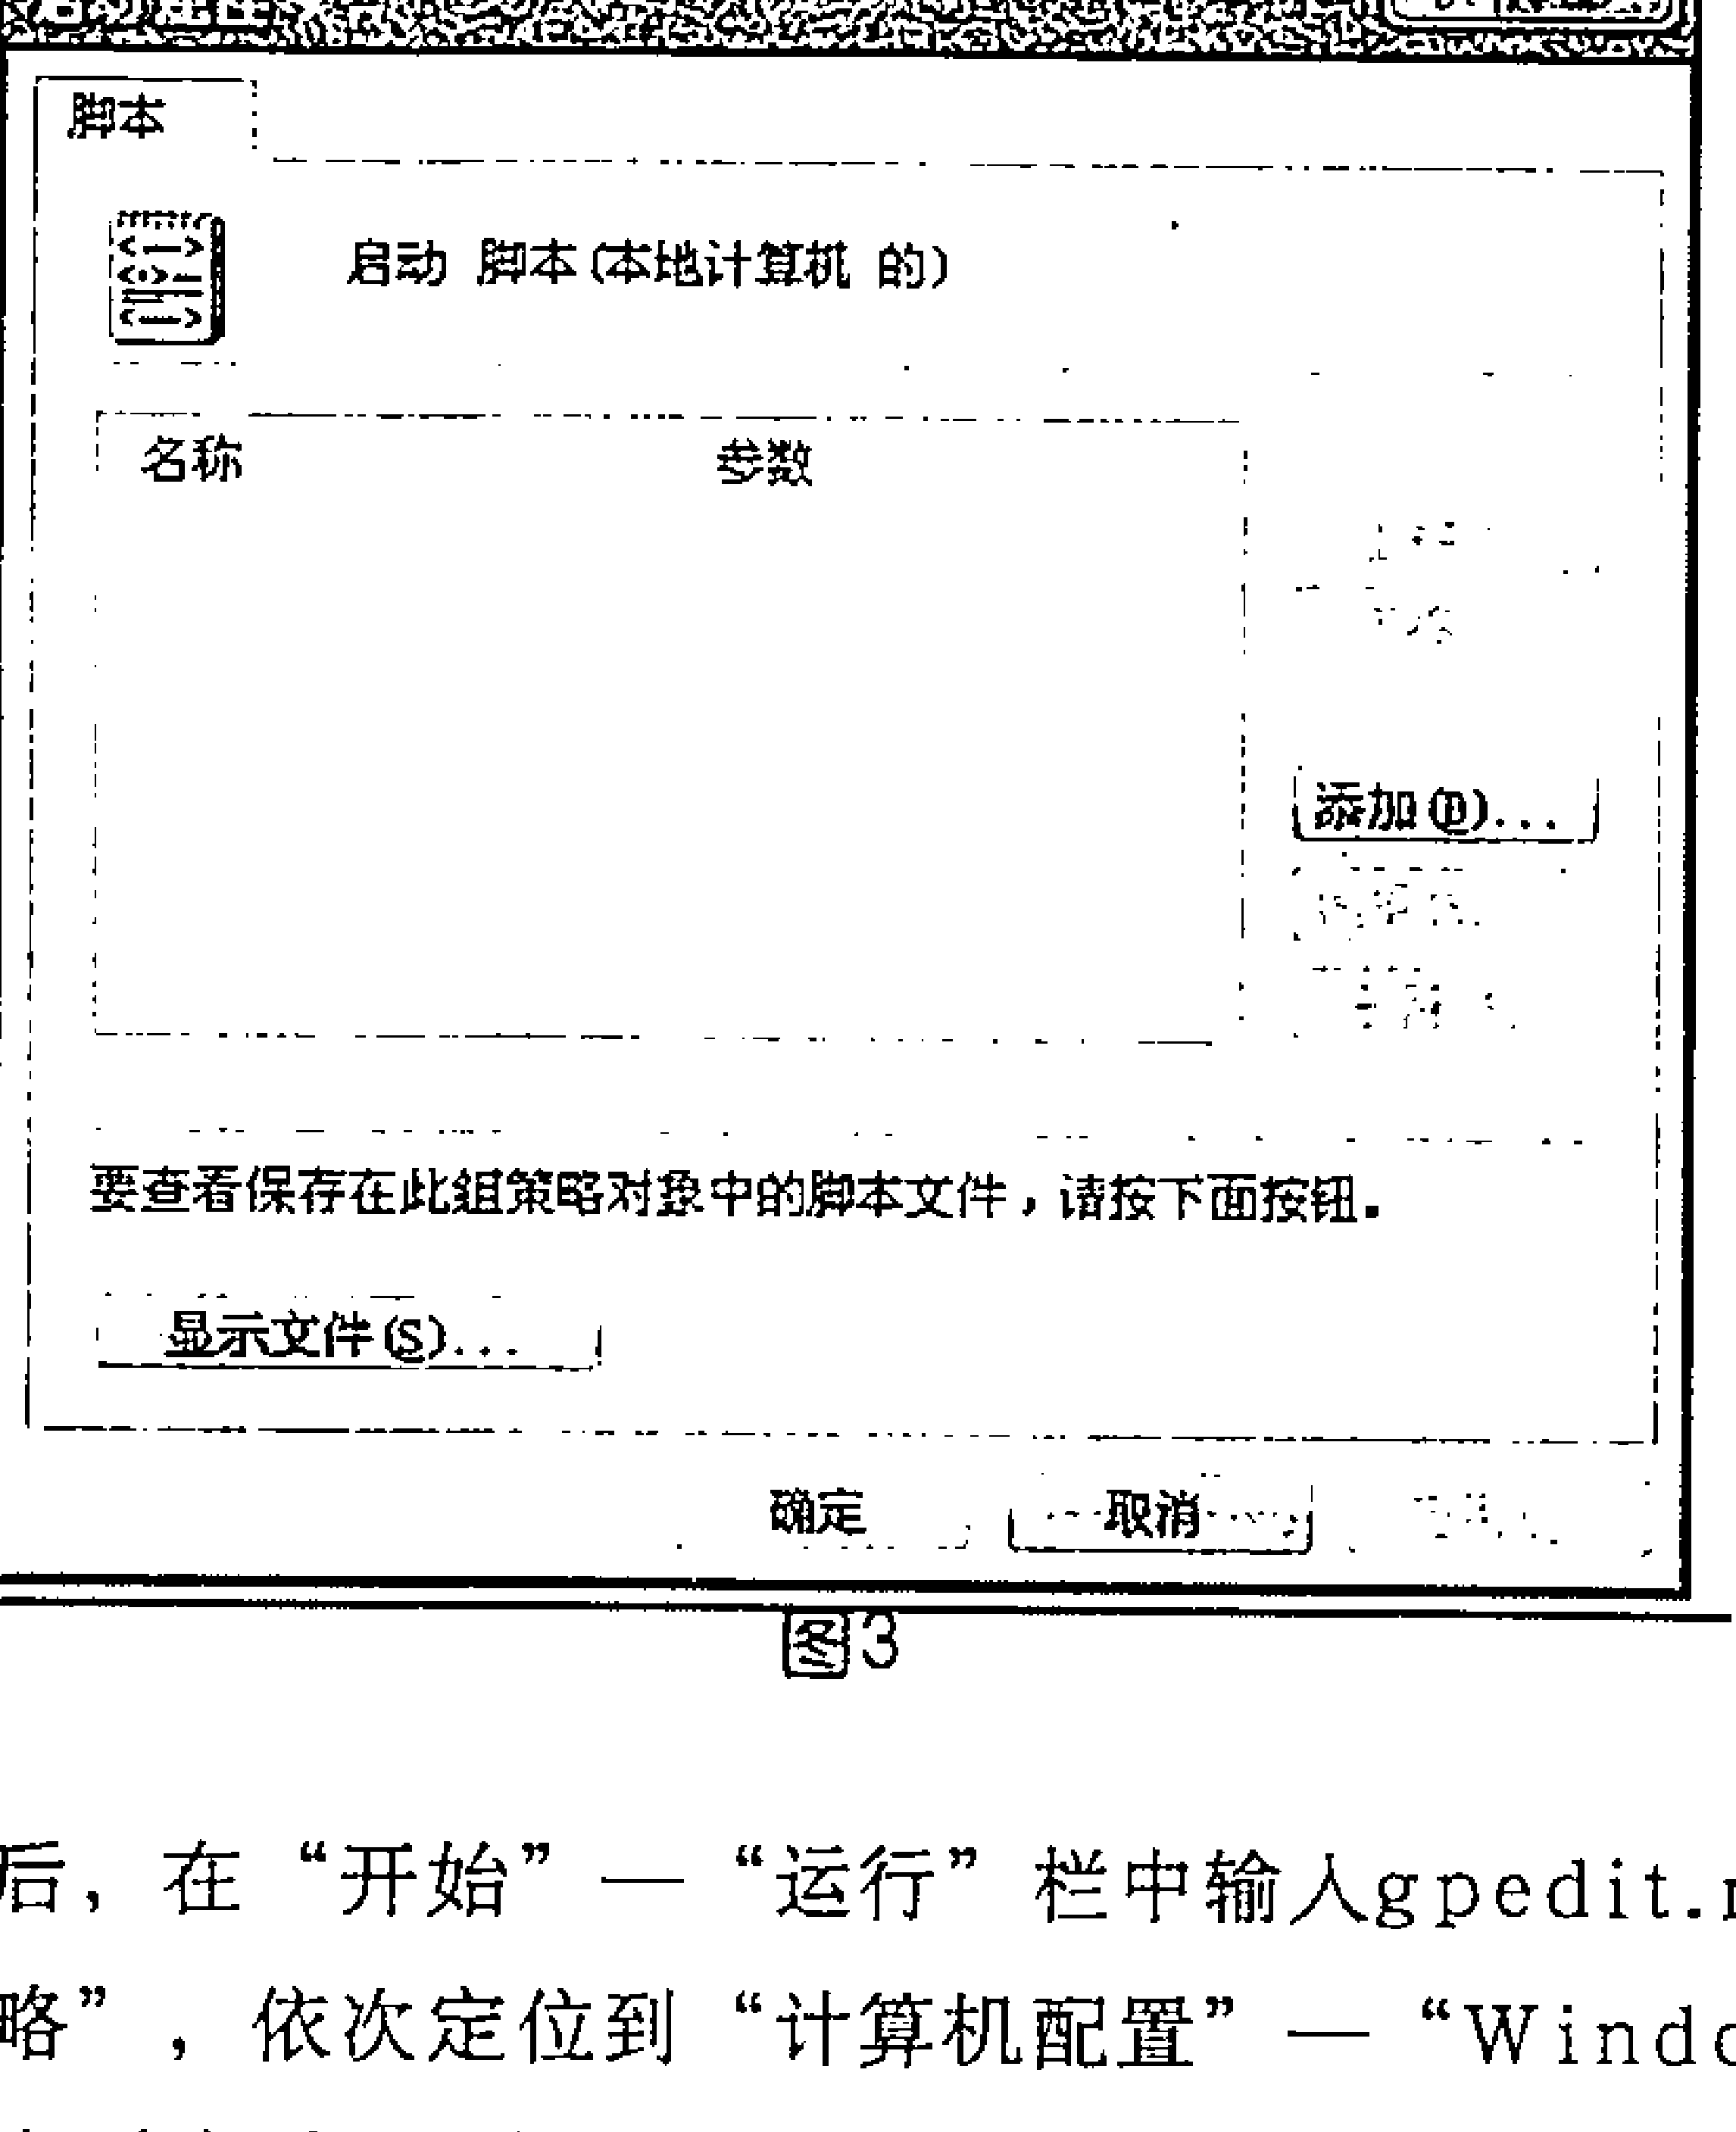 脚本
启动 脚本(本地计算机 的)
名称 参数
添加(D)...
要查看保存在此组策略对象中的脚本文件，请按下面按钮。
显示文件(S)...
确定 取消
图3
后，在“开始”—“运行”栏中输入gpedit.
略”，依次定位到“计算机配置”—“Windo